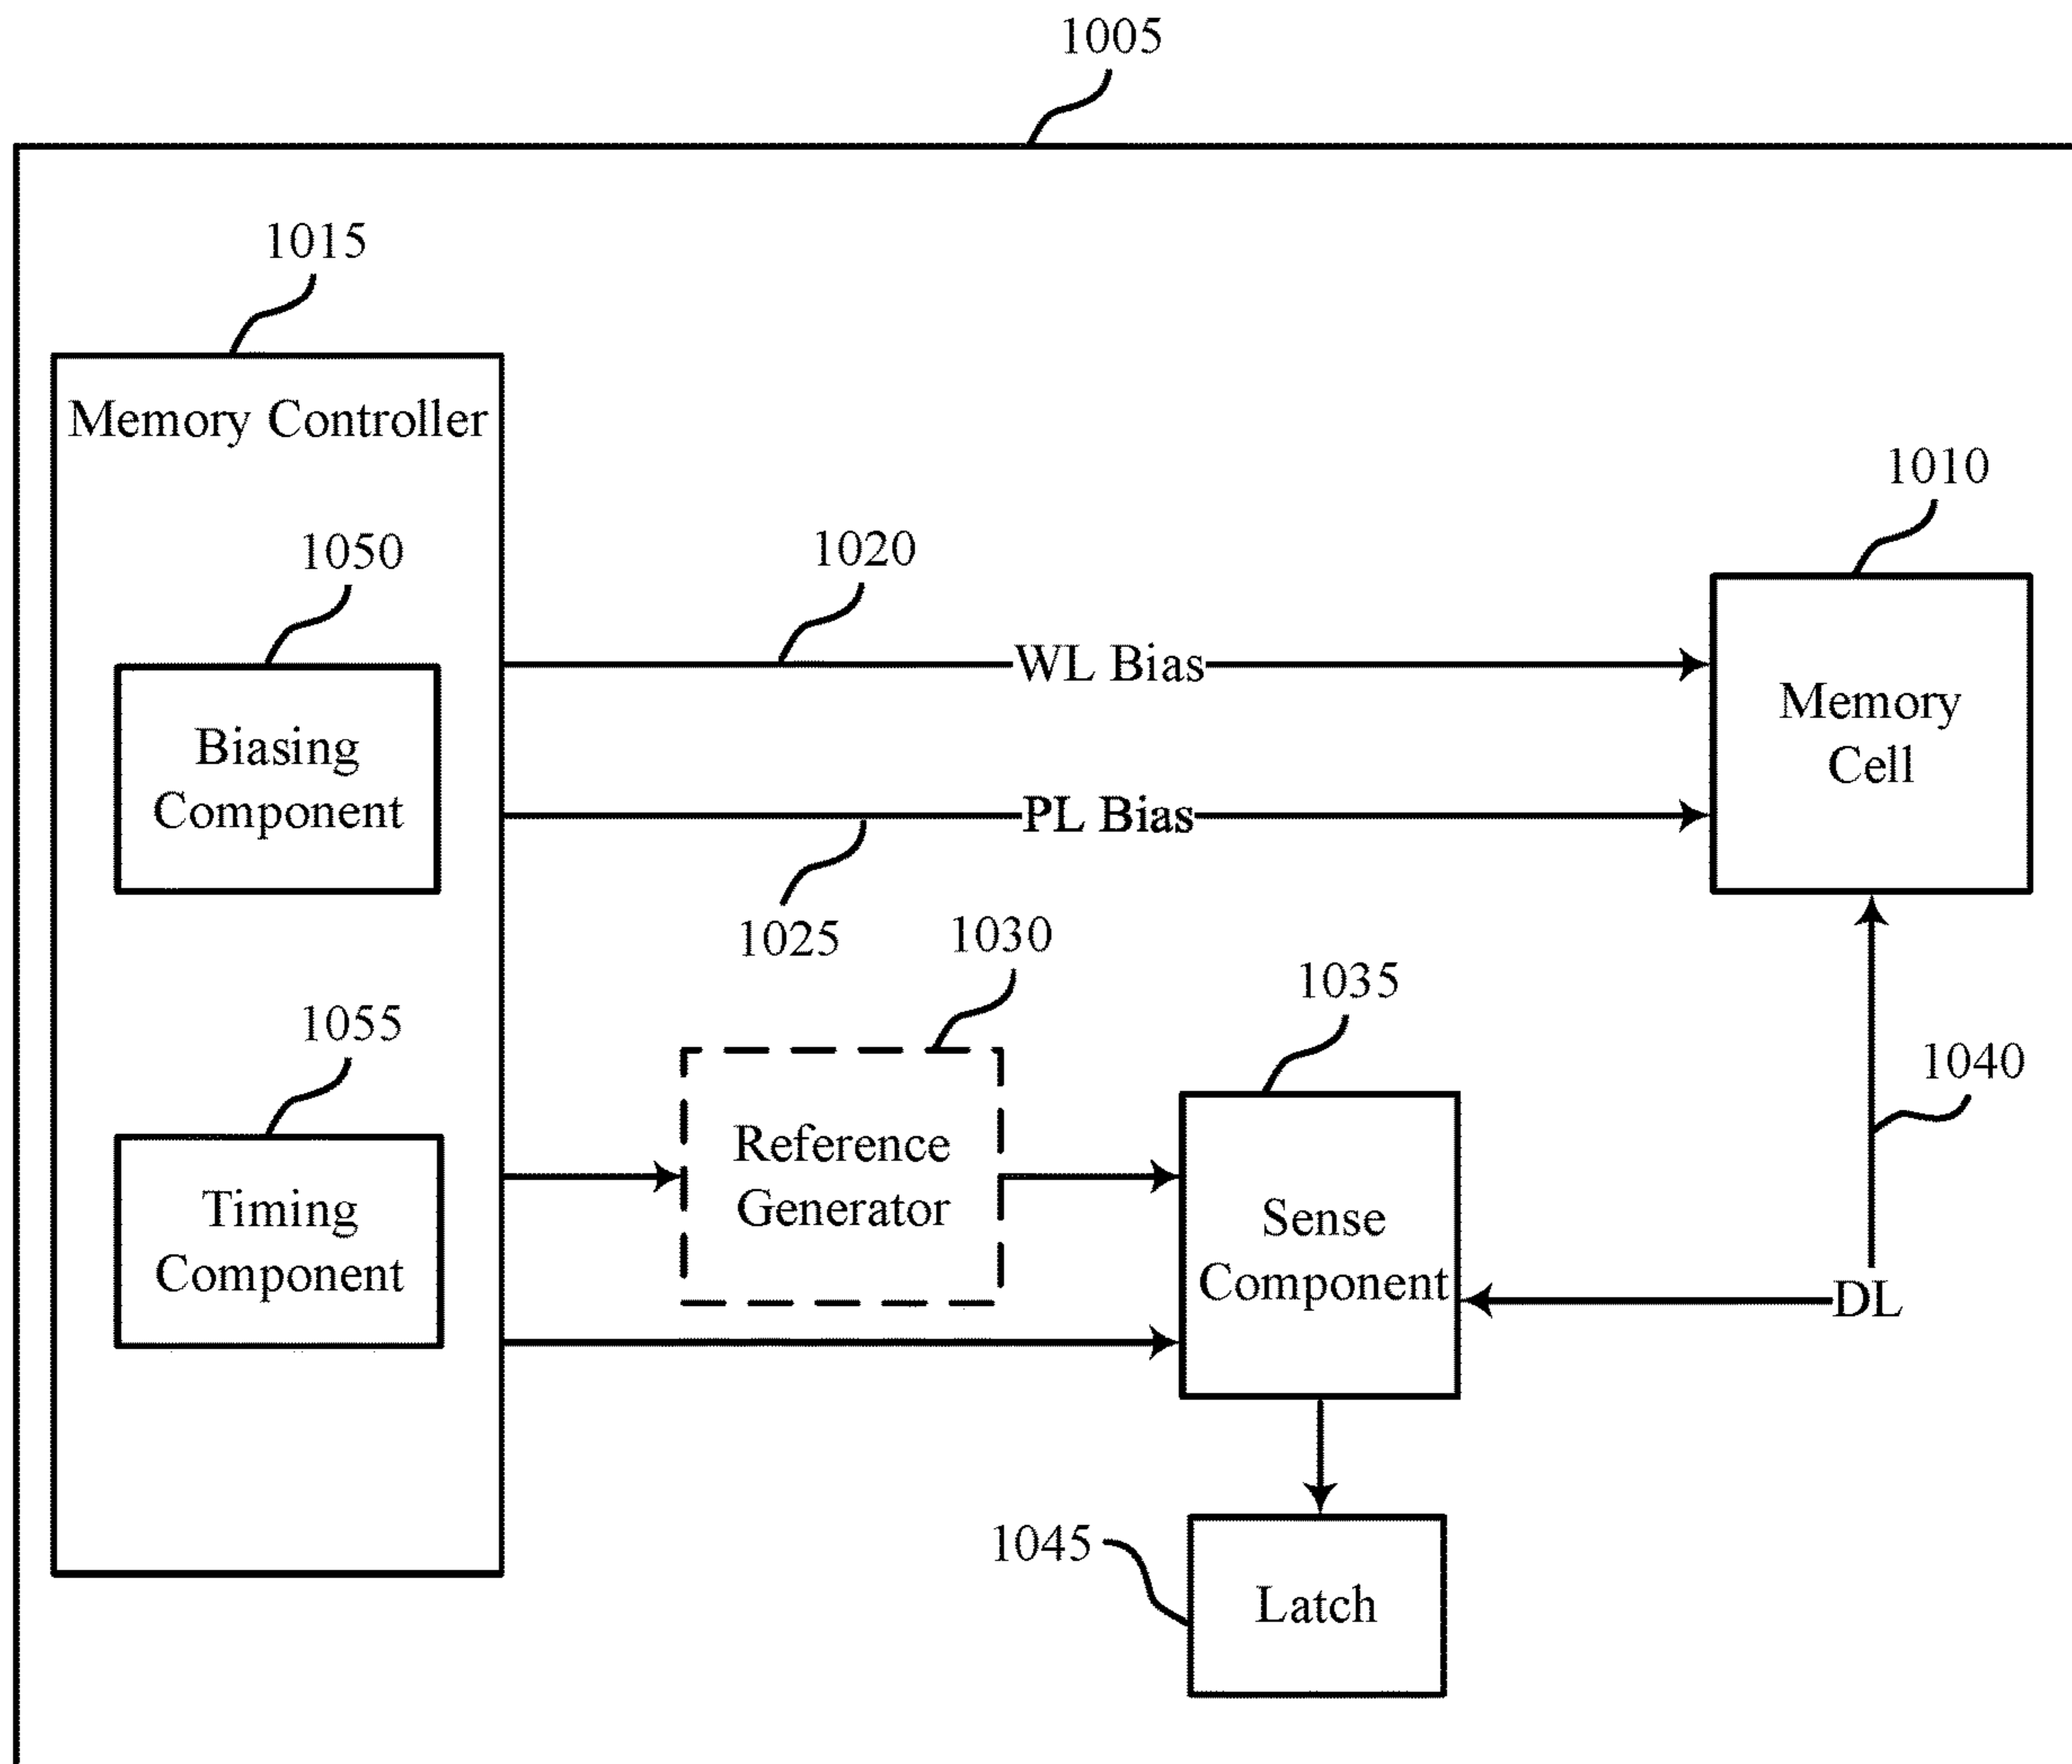 1005
1015
Memory Controller
1010
1050
1020
WL Bias
Memory
Cell
Biasing
Component
PL Bias
1025
1030
1035
1055
1040
Reference
Generator
Timing
Component
Sense
Component
DL
1045
Latch